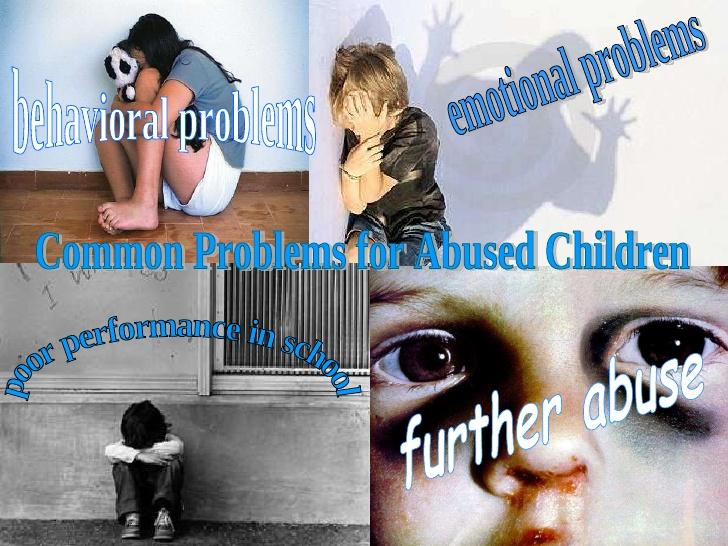 behavioral problems
emotional problems
Common Problems for Abused Children
poor performance in school
further abuse